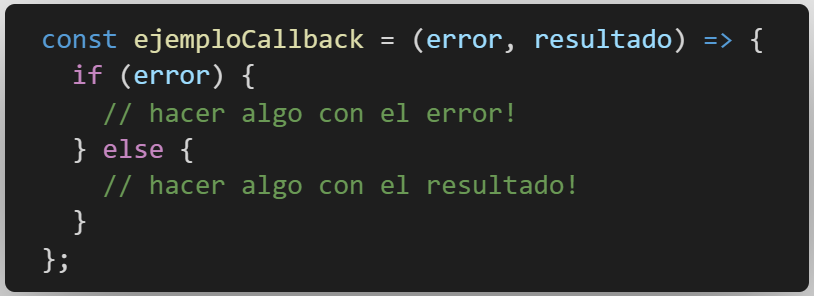 const ejemploCallback = (error, resultado) => {
  if (error) {
    // hacer algo con el error!
  } else {
    // hacer algo con el resultado!
  }
};